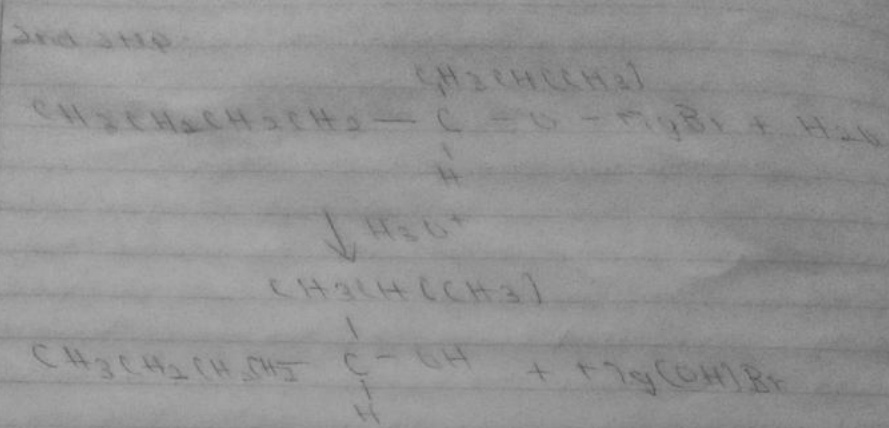 2nd step
CH3CH(CH3)
CH3CH2CH2CH2 — C — O - MgBr + H2O
H
↓ H3O+
CH3CH(CH3)
CH3CH2CH2CH2 — C - OH + Mg(OH)Br
H